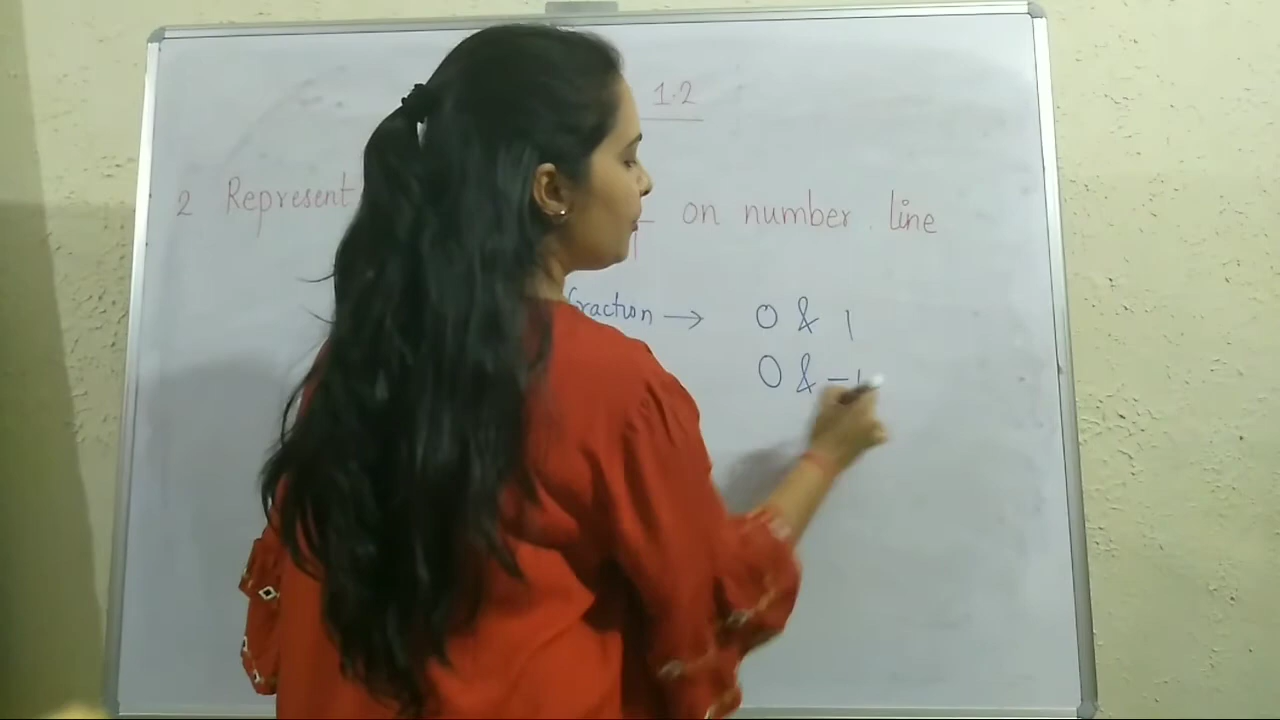 1.2
2 Represent on number line
fraction → 0 & 1
0 & -1